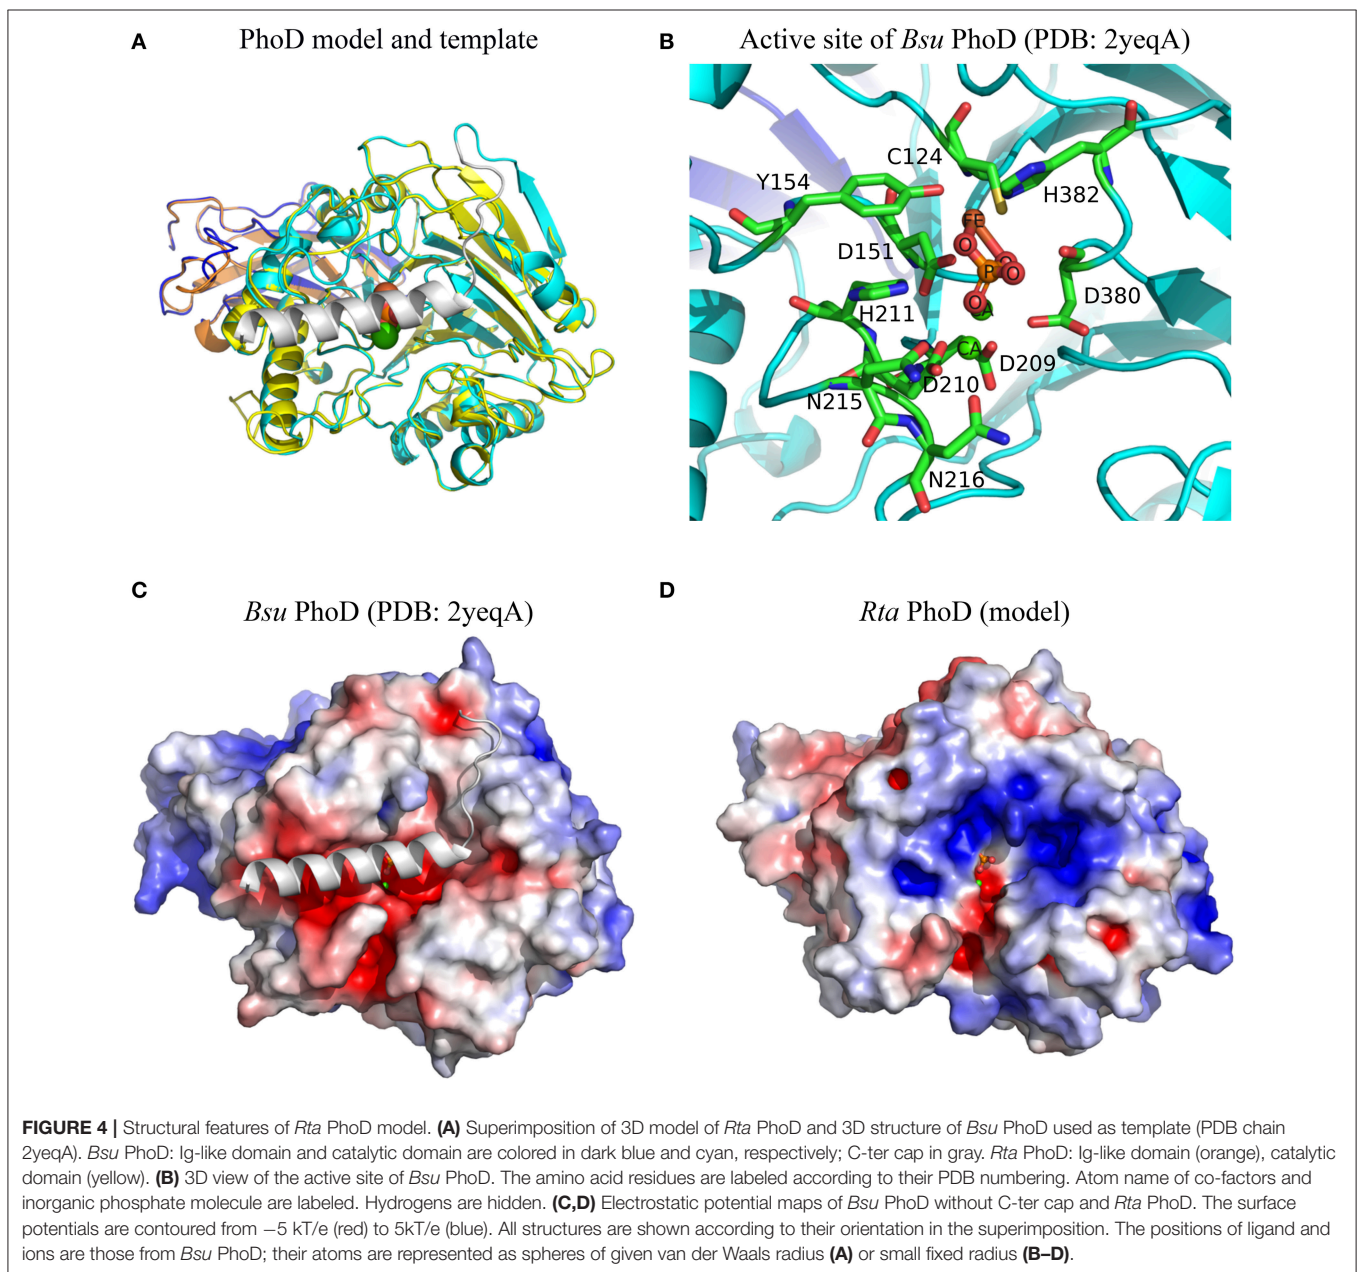 A
PhoD model and template
B
Active site of Bsu PhoD (PDB: 2yeqA)
C124
Y154
H382
FE
D151
O
O
P
O
O
CA
D380
H211
CA
D209
D210
N215
N216
C
Bsu PhoD (PDB: 2yeqA)
D
Rta PhoD (model)
FIGURE 4 | Structural features of Rta PhoD model. (A) Superimposition of 3D model of Rta PhoD and 3D structure of Bsu PhoD used as template (PDB chain
2yeqA). Bsu PhoD: Ig-like domain and catalytic domain are colored in dark blue and cyan, respectively; C-ter cap in gray. Rta PhoD: Ig-like domain (orange), catalytic
domain (yellow). (B) 3D view of the active site of Bsu PhoD. The amino acid residues are labeled according to their PDB numbering. Atom name of co-factors and
inorganic phosphate molecule are labeled. Hydrogens are hidden. (C,D) Electrostatic potential maps of Bsu PhoD without C-ter cap and Rta PhoD. The surface
potentials are contoured from −5 kT/e (red) to 5kT/e (blue). All structures are shown according to their orientation in the superimposition. The positions of ligand and
ions are those from Bsu PhoD; their atoms are represented as spheres of given van der Waals radius (A) or small fixed radius (B–D).